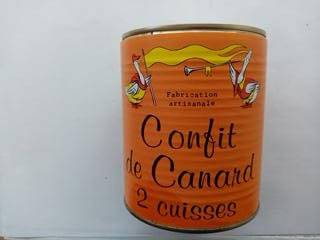 Fabrication
artisanale
Confit
de Canard
2 cuisses